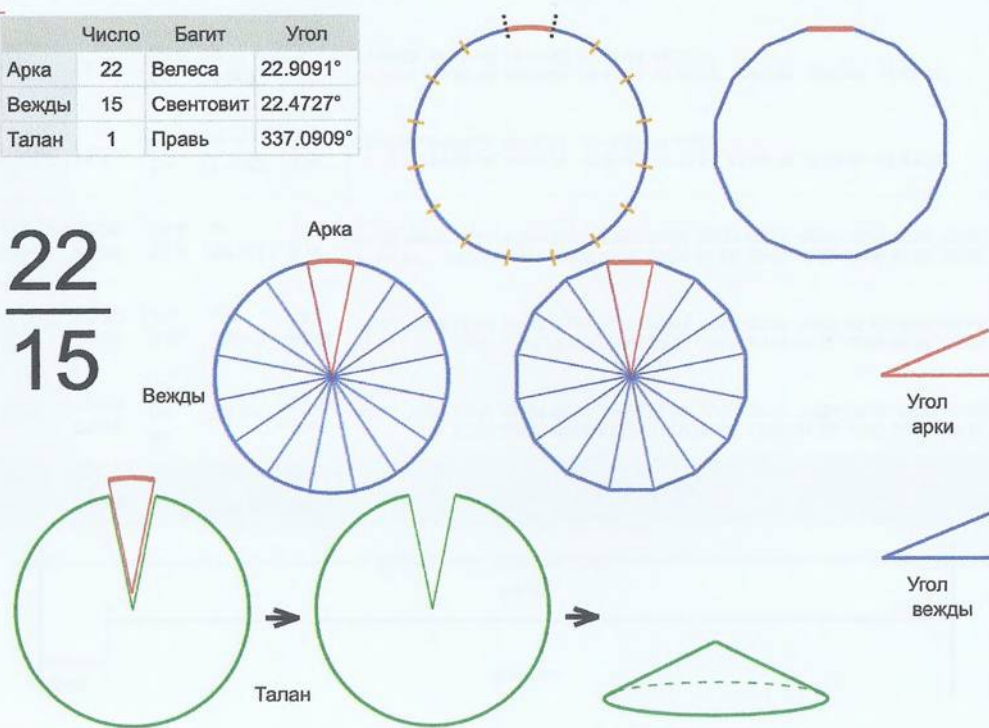 Число Багит Угол
Арка 22 Велеса 22.9091°
Вежды 15 Свентовит 22.4727°
Талан 1 Правь 337.0909°
22
15
Арка
Вежды
Угол
арки
Угол
вежды
Талан